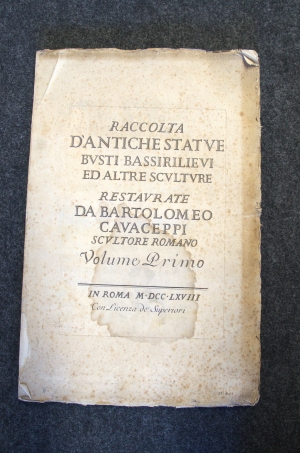 RACCOLTA
D'ANTICHE STATVE
BVSTI BASSIRILIEVI
ED ALTRE SCVLTVRE
RESTAVRATE
DA BARTOLOMEO
CAVACEPPI
SCVLTORE ROMANO
Volume Primo
IN ROMA M·DCC·LXVIII
Con Licenza de' Superiori